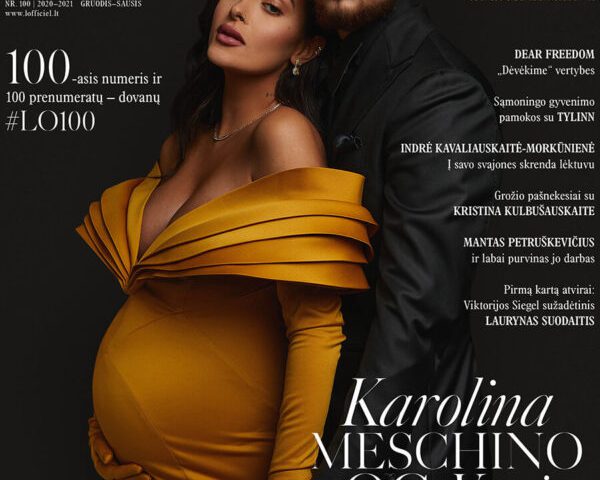 NR. 100 | 2020–2021 GRUODIS–SAUSIS
www.lofficiel.lt
100-asis numeris ir
100 prenumeratų – dovanų
#LO100
DEAR FREEDOM
„Dėvėkime“ vertybes
Sąmoningo gyvenimo
pamokos su TYLINN
INDRĖ KAVALIAUSKAITĖ-MORKŪNIENĖ
Į savo svajones skrenda lėktuvu
Grožio pašnekesiai su
KRISTINA KULBUŠAUSKAITE
MANTAS PETRUŠKEVIČIUS
ir labai purvinas jo darbas
Pirmą kartą atvirai:
Viktorijos Siegel sužadėtinis
LAURYNAS SUODAITIS
Karolina
MESCHINO